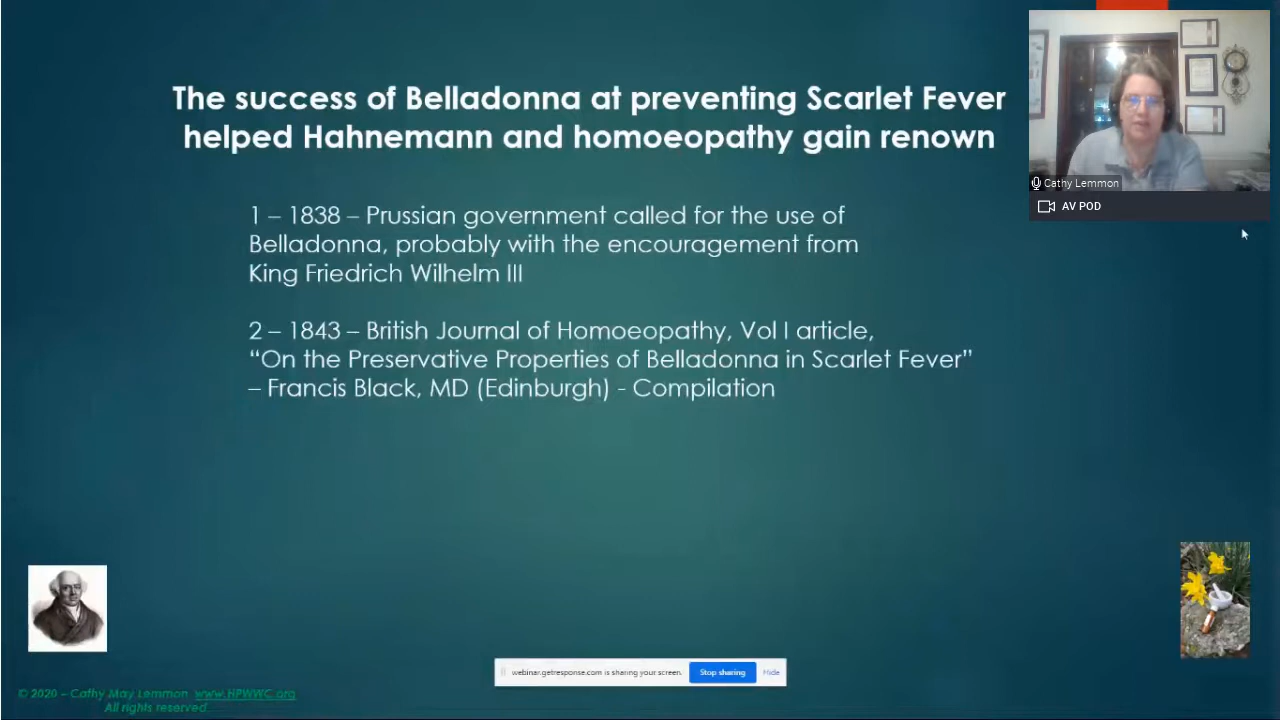 The success of Belladonna at preventing Scarlet Fever
helped Hahnemann and homoeopathy gain renown
1 – 1838 – Prussian government called for the use of
Belladonna, probably with the encouragement from
King Friedrich Wilhelm III
2 – 1843 – British Journal of Homoeopathy, Vol I article,
“On the Preservative Properties of Belladonna in Scarlet Fever”
– Francis Black, MD (Edinburgh) - Compilation
Cathy Lemmon
AV POD
webinar.getresponse.com is sharing your screen.
Stop sharing
Hide
© 2020 – Cathy May Lemmon www.HPWWC.org
All rights reserved